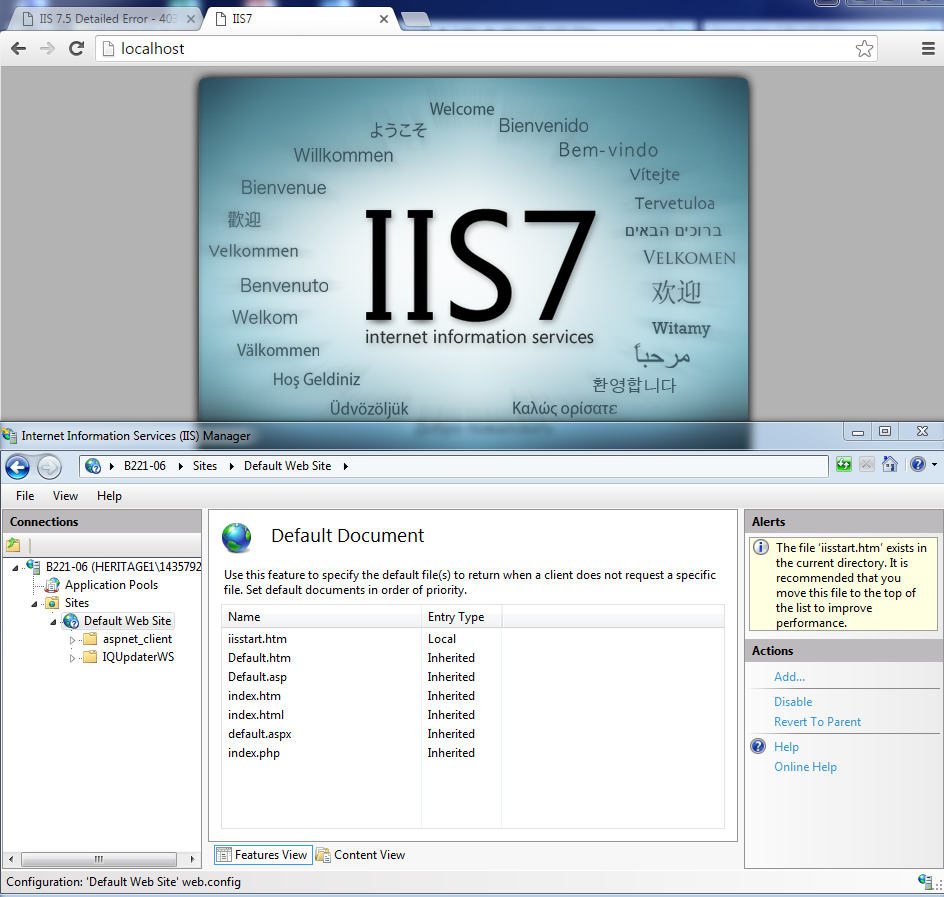 IIS 7.5 Detailed Error - 403
IIS7
localhost
Welcome
ようこそ
Bienvenido
Willkommen
Bem-vindo
Vítejte
Bienvenue
Tervetuloa
歡迎
ברוכים הבאים
Velkommen
VELKOMEN
Benvenuto
欢迎
IIS7
Welkom
Witamy
internet information services
Välkommen
مرحباً
Hoş Geldiniz
환영합니다
Üdvözöljük
Καλώς ορίσατε
Internet Information Services (IIS) Manager
B221-06 Sites Default Web Site
File View Help
Connections
B221-06 (HERITAGE1\1435792
Application Pools
Sites
Default Web Site
aspnet_client
IQUpdaterWS
Default Document
Use this feature to specify the default file(s) to return when a client does not request a specific
file. Set default documents in order of priority.
Name Entry Type
iisstart.htm Local
Default.htm Inherited
Default.asp Inherited
index.htm Inherited
index.html Inherited
default.aspx Inherited
index.php Inherited
Features View Content View
Alerts
The file 'iisstart.htm' exists in
the current directory. It is
recommended that you
move this file to the top of
the list to improve
performance.
Actions
Add...
Disable
Revert To Parent
Help
Online Help
Configuration: 'Default Web Site' web.config